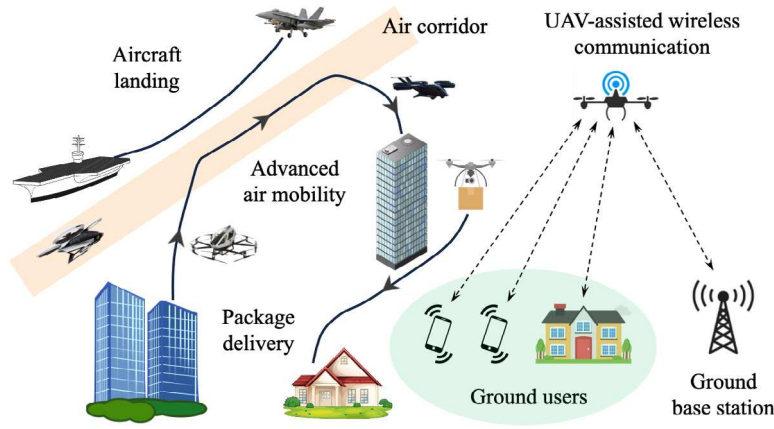 Aircraft
landing
Air corridor
UAV-assisted wireless
communication
Advanced
air mobility
Package
delivery
Ground users
Ground
base station